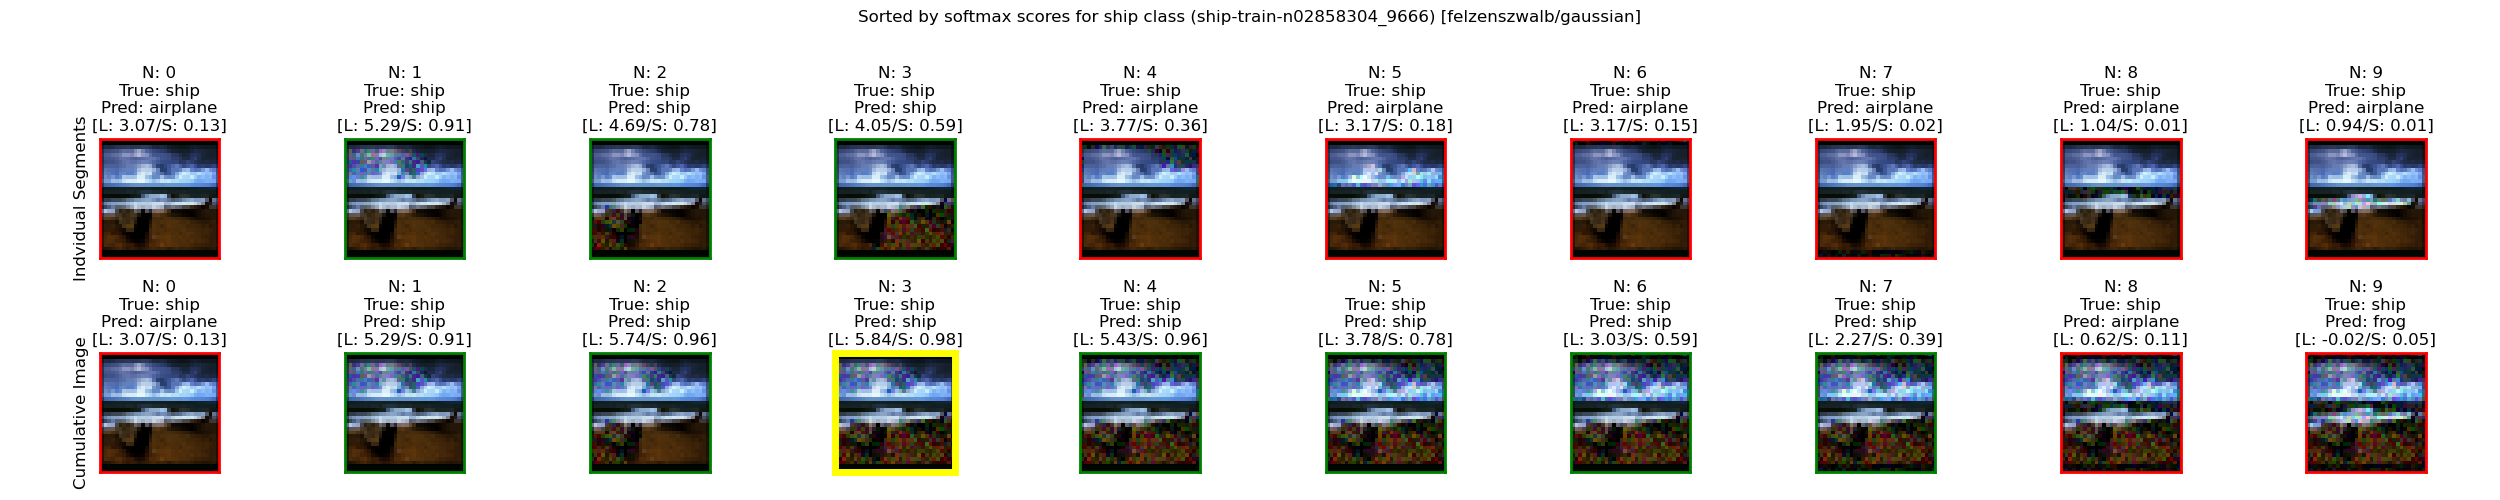 Sorted by softmax scores for ship class (ship-train-n02858304_9666) [felzenszwalb/gaussian]
Indvidual Segments
N: 0
True: ship
Pred: airplane
[L: 3.07/S: 0.13]
N: 1
True: ship
Pred: ship
[L: 5.29/S: 0.91]
N: 2
True: ship
Pred: ship
[L: 4.69/S: 0.78]
N: 3
True: ship
Pred: ship
[L: 4.05/S: 0.59]
N: 4
True: ship
Pred: airplane
[L: 3.77/S: 0.36]
N: 5
True: ship
Pred: airplane
[L: 3.17/S: 0.18]
N: 6
True: ship
Pred: airplane
[L: 3.17/S: 0.15]
N: 7
True: ship
Pred: airplane
[L: 1.95/S: 0.02]
N: 8
True: ship
Pred: airplane
[L: 1.04/S: 0.01]
N: 9
True: ship
Pred: airplane
[L: 0.94/S: 0.01]
Cumulative Image
N: 0
True: ship
Pred: airplane
[L: 3.07/S: 0.13]
N: 1
True: ship
Pred: ship
[L: 5.29/S: 0.91]
N: 2
True: ship
Pred: ship
[L: 5.74/S: 0.96]
N: 3
True: ship
Pred: ship
[L: 5.84/S: 0.98]
N: 4
True: ship
Pred: ship
[L: 5.43/S: 0.96]
N: 5
True: ship
Pred: ship
[L: 3.78/S: 0.78]
N: 6
True: ship
Pred: ship
[L: 3.03/S: 0.59]
N: 7
True: ship
Pred: ship
[L: 2.27/S: 0.39]
N: 8
True: ship
Pred: airplane
[L: 0.62/S: 0.11]
N: 9
True: ship
Pred: frog
[L: -0.02/S: 0.05]